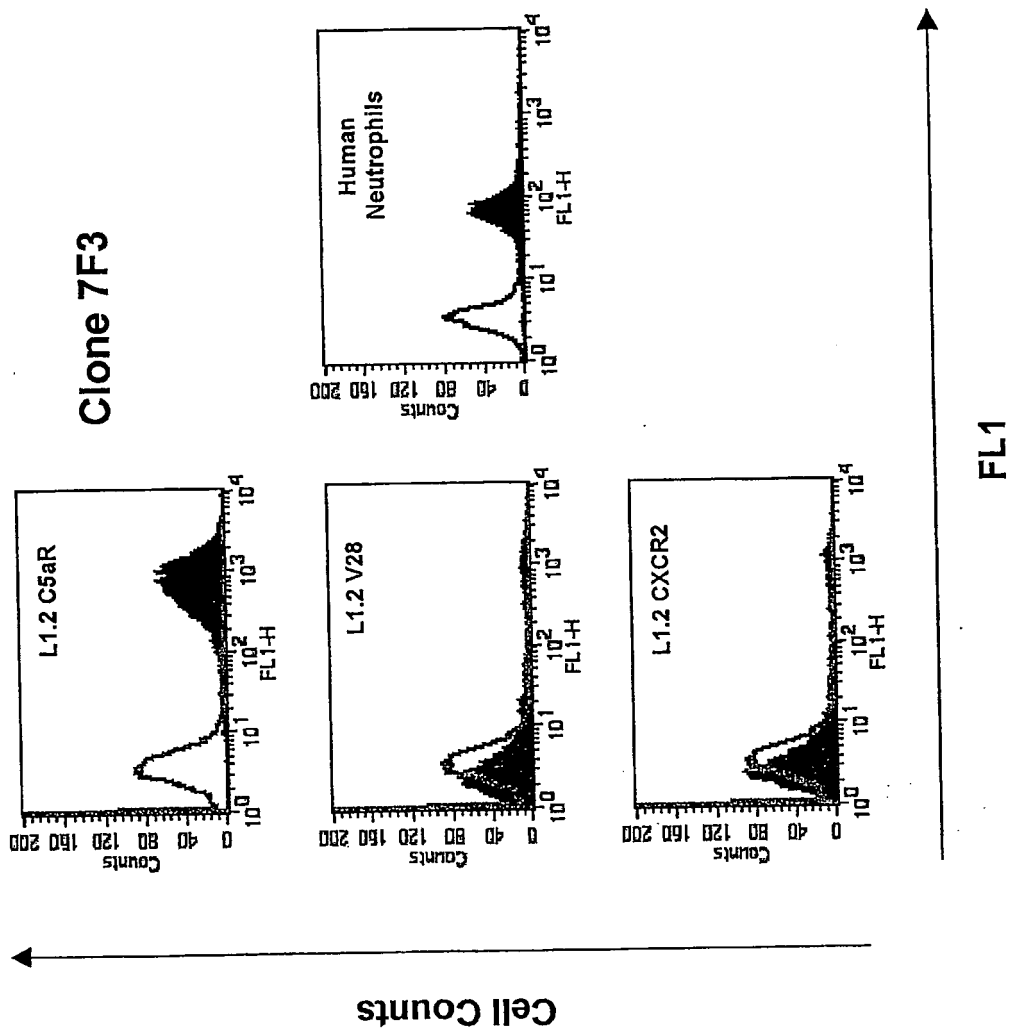 Clone 7F3
L1.2 C5aR
Counts
200 160 120 80 40 0
10^0 10^1 10^2 10^3 10^4
FL1-H
Human
Neutrophils
Counts
200 160 120 80 40 0
10^0 10^1 10^2 10^3 10^4
FL1-H
L1.2 V28
Counts
200 160 120 80 40 0
10^0 10^1 10^2 10^3 10^4
FL1-H
L1.2 CXCR2
Counts
200 160 120 80 40 0
10^0 10^1 10^2 10^3 10^4
FL1-H
Cell Counts
FL1